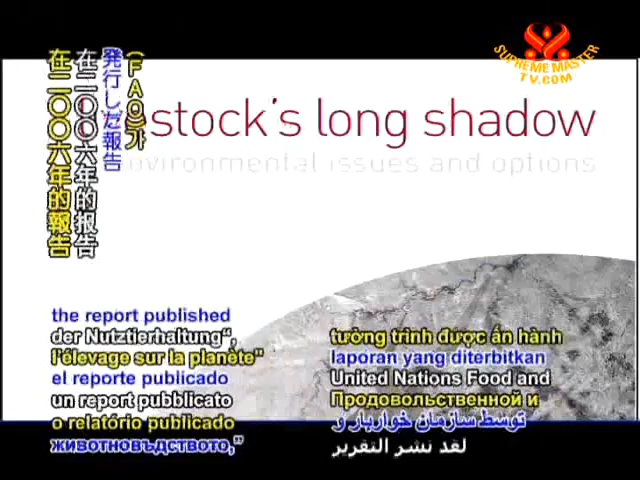 SUPREME MASTER
TV.COM
在二〇〇六年的報告
在二〇〇六年的报告
発行した報告
(FAO)가
stock's long shadow
nvironmental issues and options
the report published
der Nutztierhaltung“,
l'élevage sur la planète"
el reporte publicado
un report pubblicato
o relatório publicado
животновъдството,”
tường trình được ấn hành
laporan yang diterbitkan
United Nations Food and
Продовольственной и
توسط سازمان خواربار و
لقد نشر التقرير